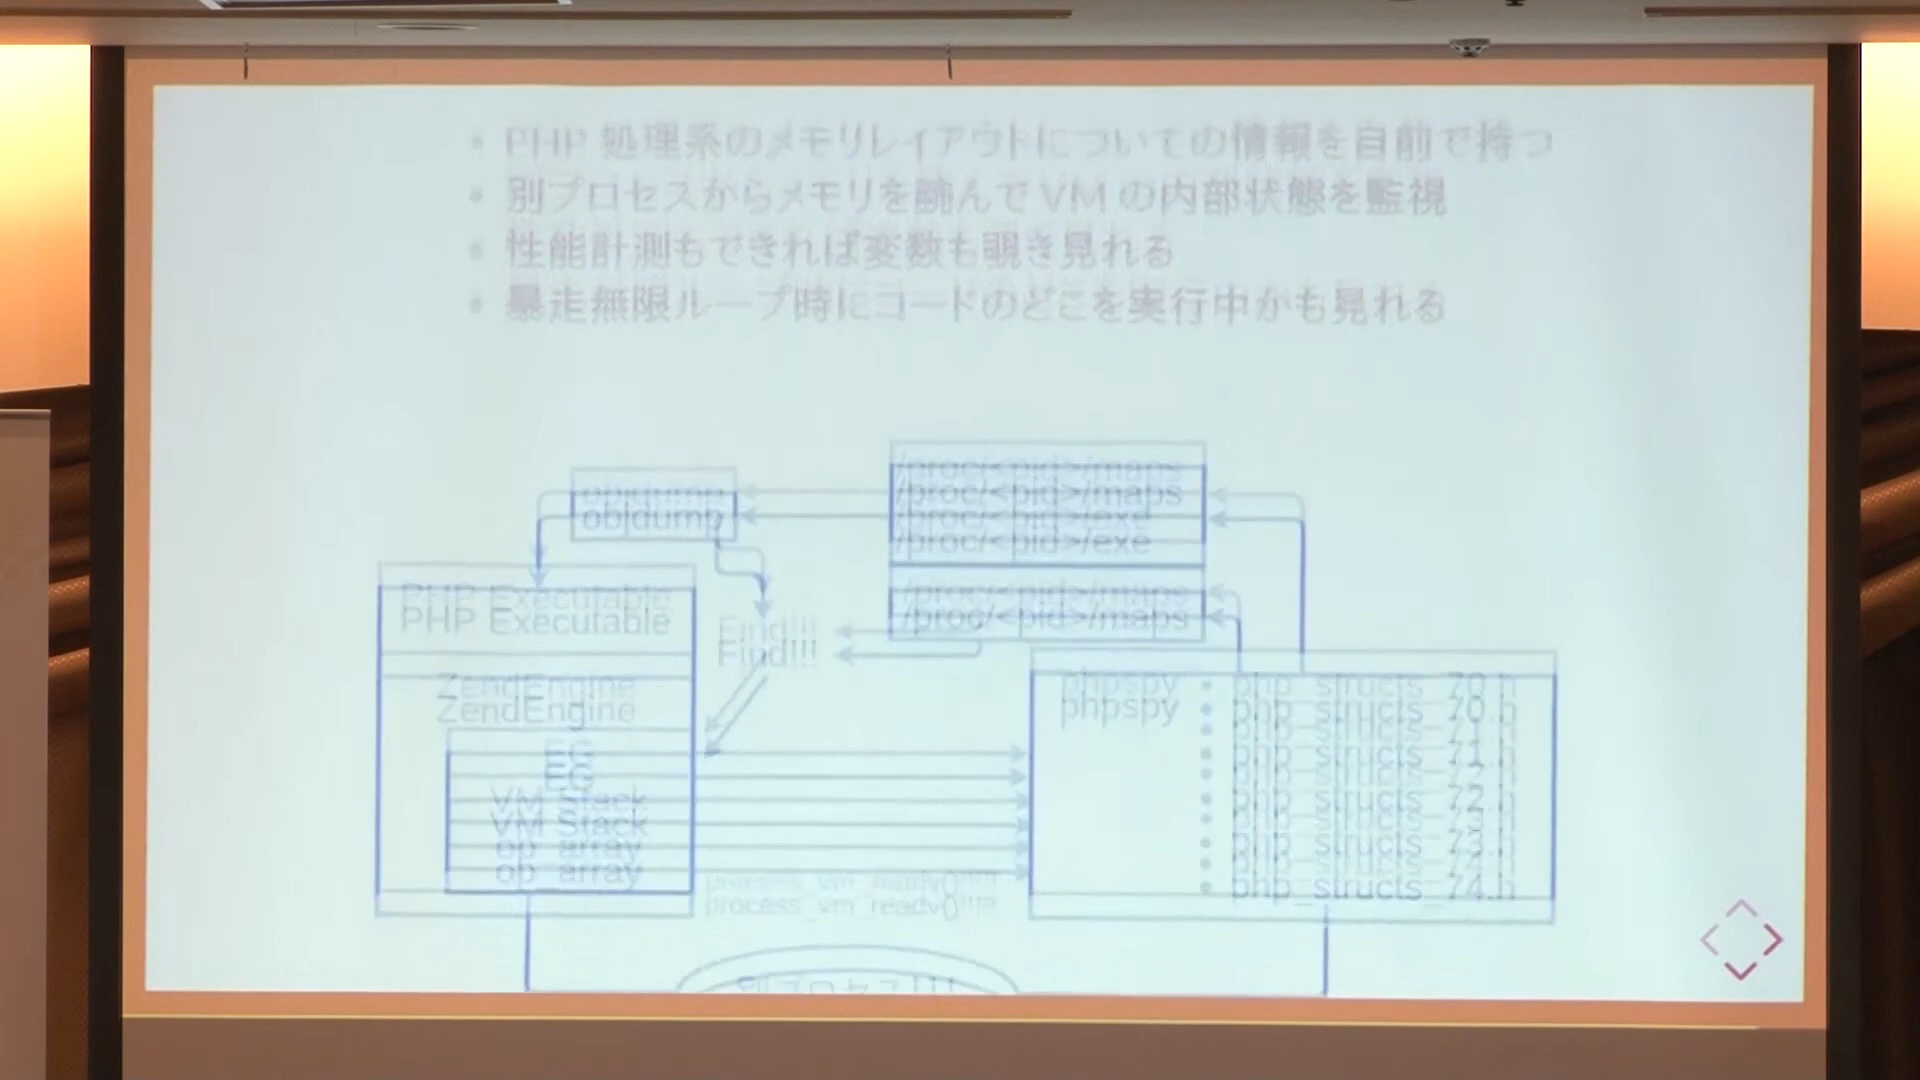 PHP 処理系のメモリレイアウトについての情報を自前で持つ
別プロセスからメモリを読んで VM の内部状態を監視
性能計測もできれば変数も覗き見れる
暴走無限ループ時にコードのどこを実行中かも見れる
objdump
/proc/<pid>/maps
/proc/<pid>/exe
/proc/<pid>/maps
PHP Executable
Find!!!
ZendEngine
EG
VM Stack
op_array
phpspy
• php_structs_70.h
• php_structs_71.h
• php_structs_72.h
• php_structs_73.h
• php_structs_74.h
process_vm_readv()!!!!
別プロセス!!!